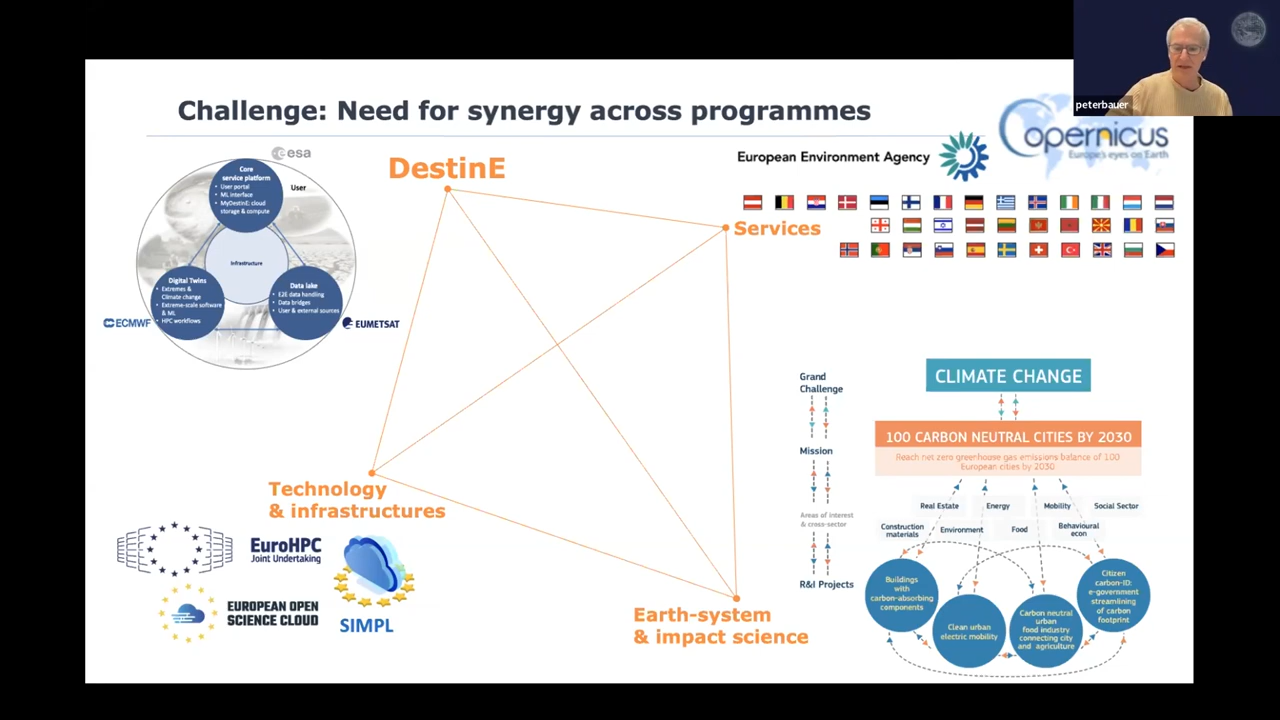 peterbauer
Challenge: Need for synergy across programmes
opernicus
Europe's eyes on Earth
European Environment Agency
esa
DestinE
Services
Core
service platform
• User portal
• ML interface
• MyDestinE: cloud
storage & compute
User
Infrastructure
Digital Twins
• Extremes &
Climate change
• Extreme-scale software
& ML
• HPC workflows
Data lake
• E2E data handling
• Data bridges
• User & external sources
ECMWF
EUMETSAT
Technology
& infrastructures
EuroHPC
Joint Undertaking
EUROPEAN OPEN
SCIENCE CLOUD
SIMPL
Earth-system
& impact science
Grand
Challenge
Mission
Areas of interest
& cross-sector
R&I Projects
CLIMATE CHANGE
100 CARBON NEUTRAL CITIES BY 2030
Reach net zero greenhouse gas emissions balance of 100
European cities by 2030
Real Estate
Energy
Mobility
Social Sector
Construction
materials
Environment
Food
Behavioural
econ
Buildings
with
carbon-absorbing
components
Clean urban
electric mobility
Carbon neutral
urban
food industry
connecting city
and agriculture
Citizen
carbon-ID:
e-government
streamlining
of carbon
footprint